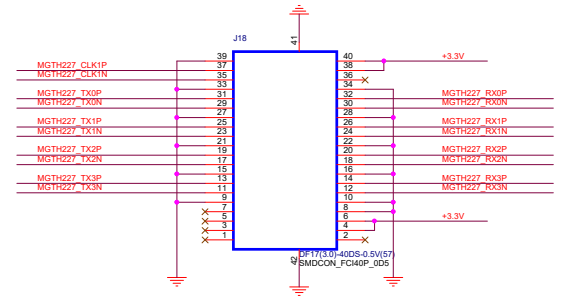 J18
41
39 40 +3.3V
MGTH227_CLK1P 37 38
MGTH227_CLK1N 35 36
33 34
MGTH227_TX0P 31 32 MGTH227_RX0P
MGTH227_TX0N 29 30 MGTH227_RX0N
27 28
MGTH227_TX1P 25 26 MGTH227_RX1P
MGTH227_TX1N 23 24 MGTH227_RX1N
21 22
MGTH227_TX2P 19 20 MGTH227_RX2P
MGTH227_TX2N 17 18 MGTH227_RX2N
15 16
MGTH227_TX3P 13 14 MGTH227_RX3P
MGTH227_TX3N 11 12 MGTH227_RX3N
9 10
7 8
5 6 +3.3V
3 4
1 2
42
DF17(3.0)-40DS-0.5V(57)
SMDCON_FCI40P_0D5